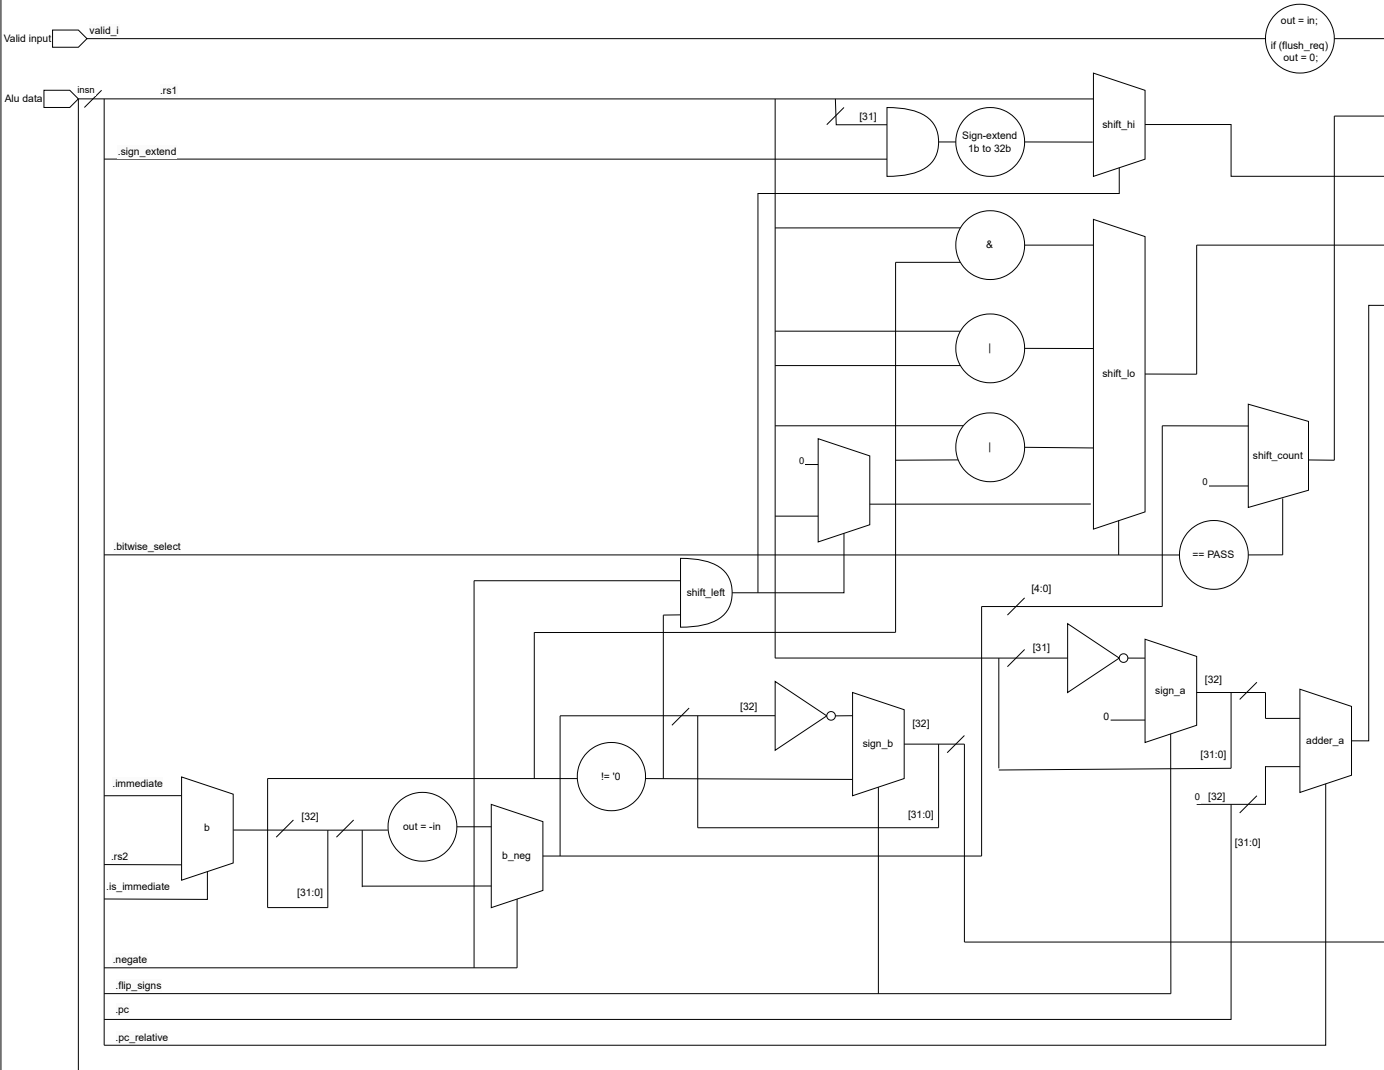 Valid input
valid_i
out = in;
if (flush_req)
out = 0;
Alu data
insn
.rs1
[31]
.sign_extend
Sign-extend
1b to 32b
shift_hi
&
|
shift_lo
|
0
shift_count
0
.bitwise_select
== PASS
shift_left
[4:0]
[31]
sign_a
[32]
0
[32]
sign_b
[32]
adder_a
[31:0]
!= '0
.immediate
0 [32]
[31:0]
b
[32]
out = -in
[31:0]
b_neg
.rs2
.is_immediate
[31:0]
.negate
.flip_signs
.pc
.pc_relative